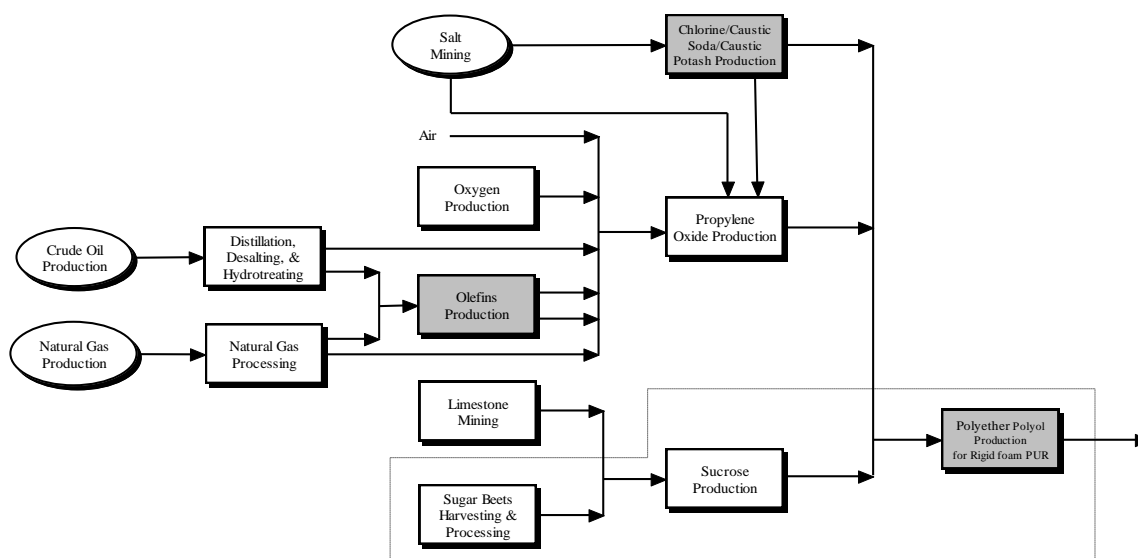 Salt
Mining
Chlorine/Caustic
Soda/Caustic
Potash Production
Air
Oxygen
Production
Propylene
Oxide Production
Crude Oil
Production
Distillation,
Desalting, &
Hydrotreating
Olefins
Production
Natural Gas
Production
Natural Gas
Processing
Limestone
Mining
Polyether Polyol
Production
for Rigid foam PUR
Sucrose
Production
Sugar Beets
Harvesting &
Processing